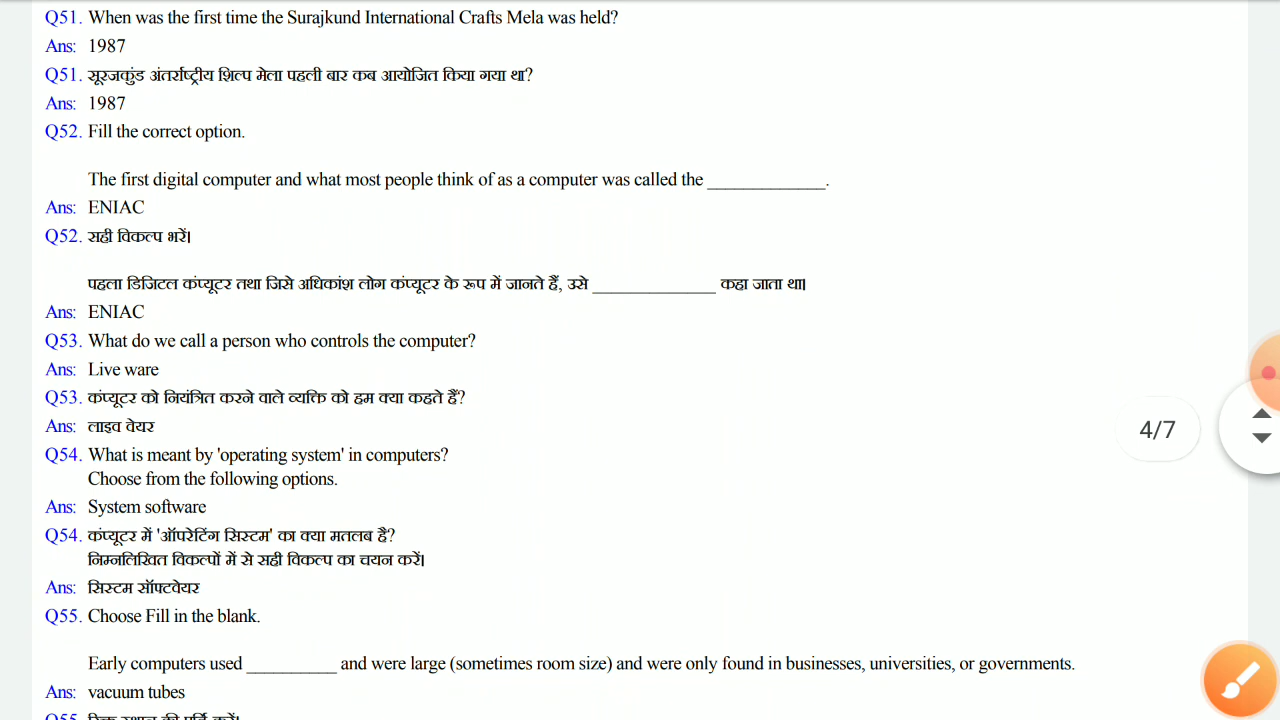 Q51. When was the first time the Surajkund International Crafts Mela was held?
Ans: 1987
Q51. सूरजकुंड अंतर्राष्ट्रीय शिल्प मेला पहली बार कब आयोजित किया गया था?
Ans: 1987
Q52. Fill the correct option.
The first digital computer and what most people think of as a computer was called the _____________.
Ans: ENIAC
Q52. सही विकल्प भरें।
पहला डिजिटल कंप्यूटर तथा जिसे अधिकांश लोग कंप्यूटर के रूप में जानते हैं, उसे _____________ कहा जाता था।
Ans: ENIAC
Q53. What do we call a person who controls the computer?
Ans: Live ware
Q53. कंप्यूटर को नियंत्रित करने वाले व्यक्ति को हम क्या कहते हैं?
Ans: लाइव वेयर
Q54. What is meant by 'operating system' in computers?
Choose from the following options.
Ans: System software
Q54. कंप्यूटर में 'ऑपरेटिंग सिस्टम' का क्या मतलब है?
निम्नलिखित विकल्पों में से सही विकल्प का चयन करें।
Ans: सिस्टम सॉफ्टवेयर
Q55. Choose Fill in the blank.
Early computers used __________ and were large (sometimes room size) and were only found in businesses, universities, or governments.
Ans: vacuum tubes
Q55. रिक्त स्थान की पूर्ति करें।
4/7